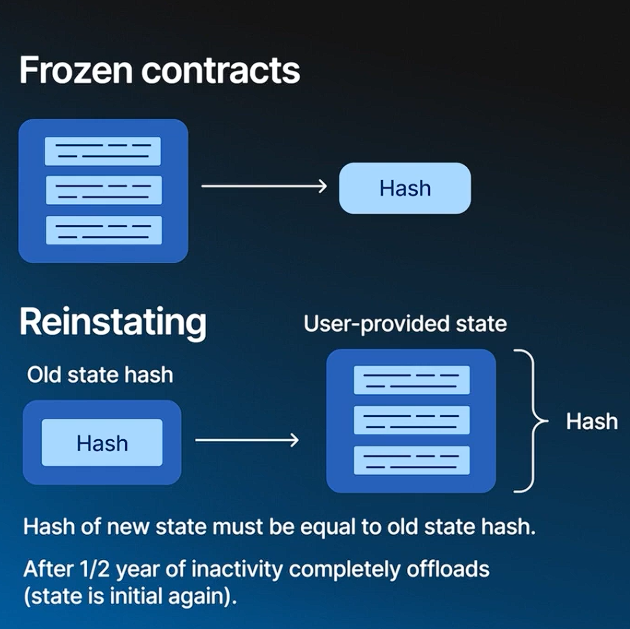 Frozen contracts
Hash
Reinstating
User-provided state
Old state hash
Hash
Hash
Hash of new state must be equal to old state hash.
After 1/2 year of inactivity completely offloads
(state is initial again).